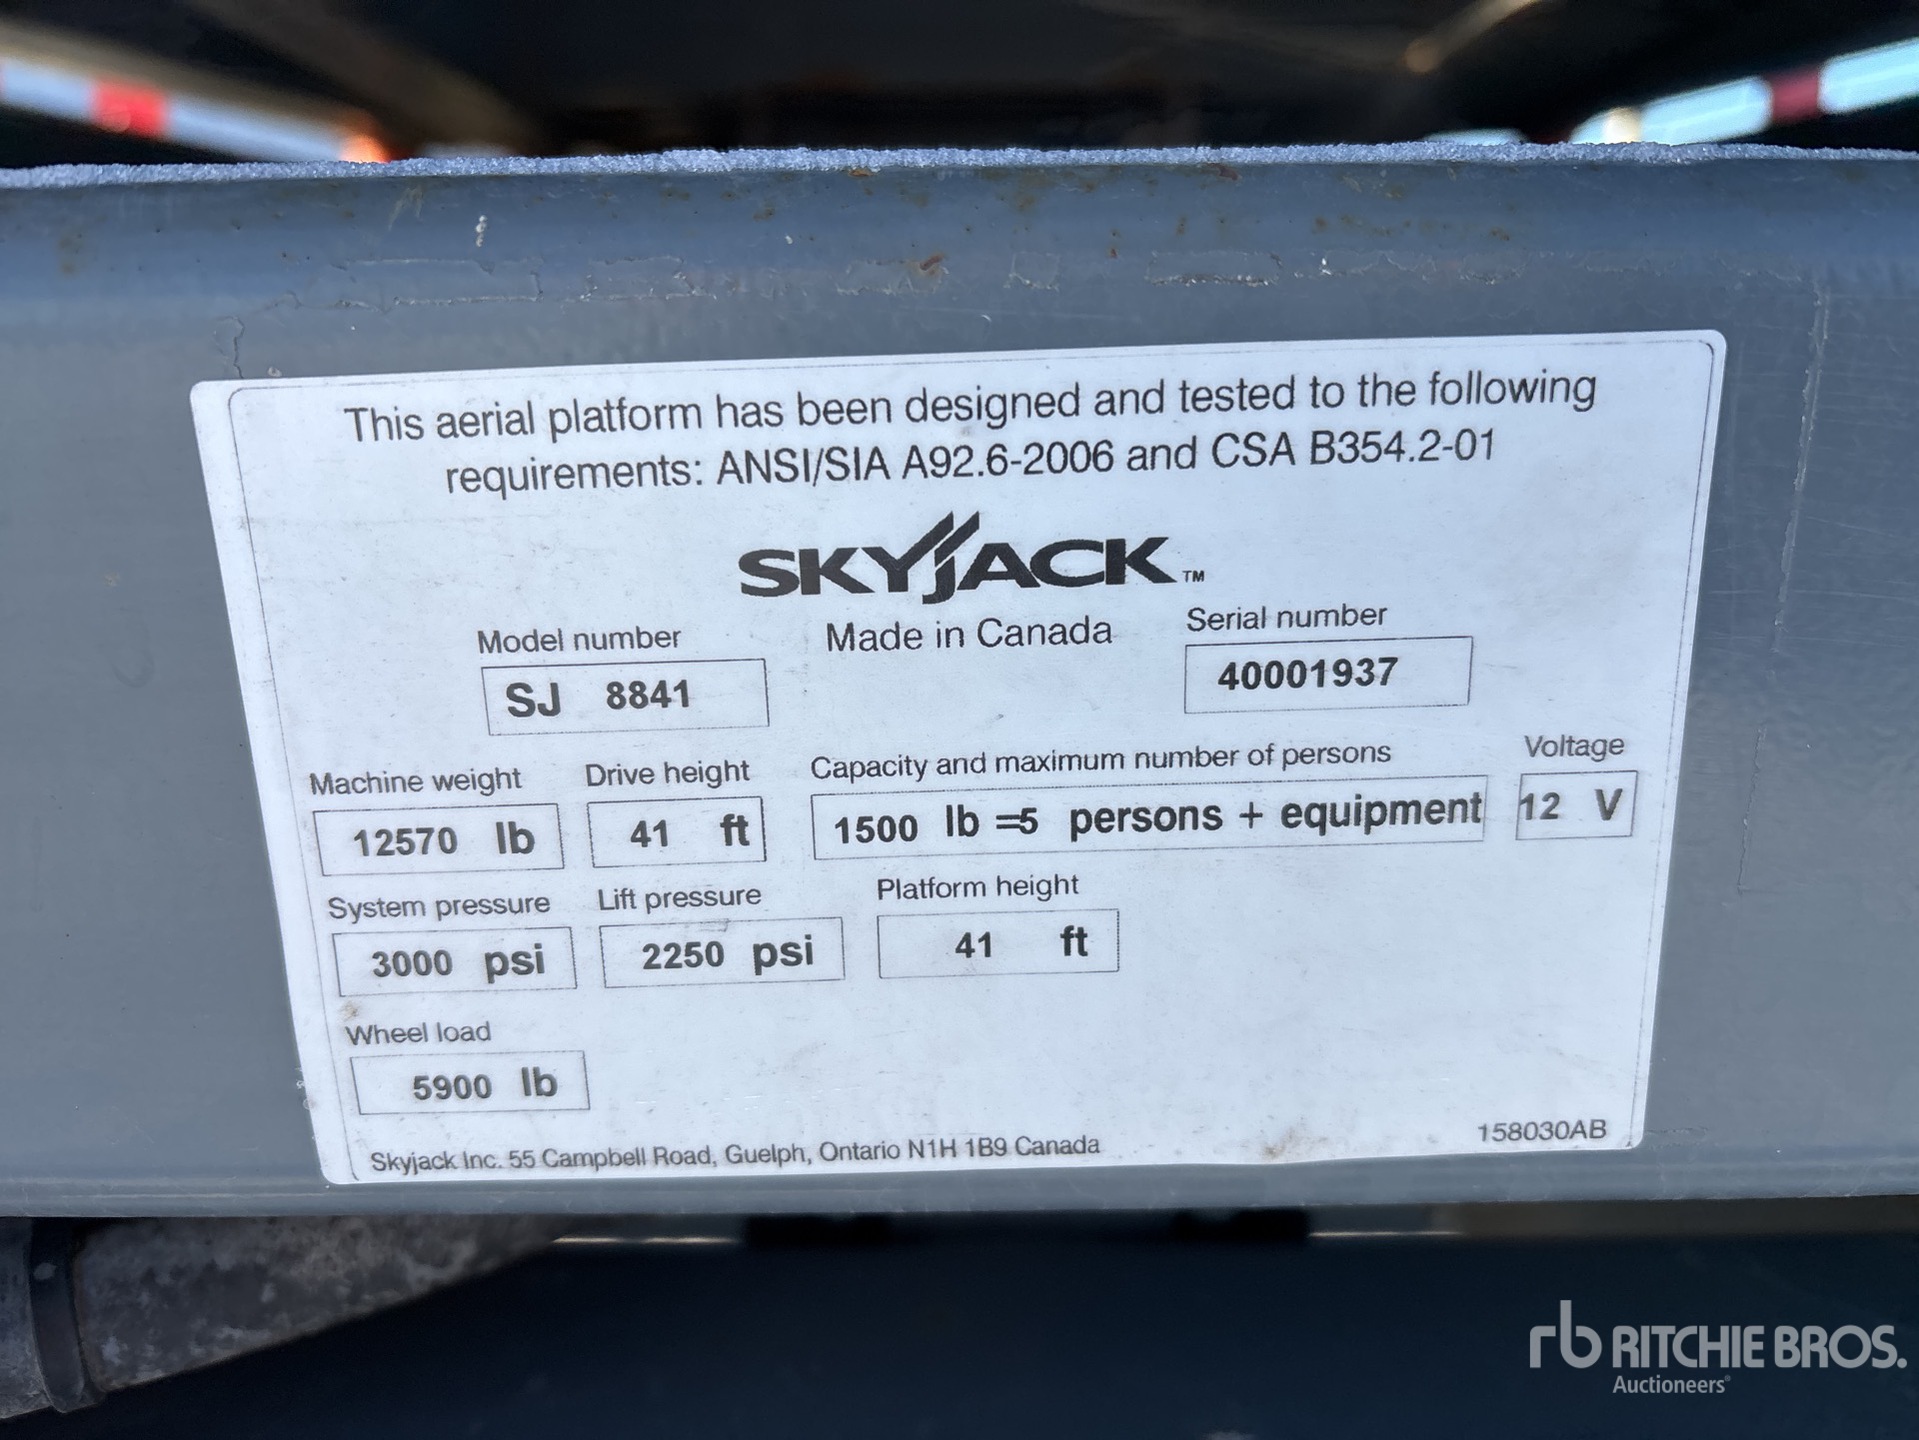 This aerial platform has been designed and tested to the following
requirements: ANSI/SIA A92.6-2006 and CSA B354.2-01
SKYJACK™
Made in Canada
Model number
SJ 8841
Serial number
40001937
Machine weight
12570 lb
Drive height
41 ft
Capacity and maximum number of persons
1500 lb =5 persons + equipment
Voltage
12 V
System pressure
3000 psi
Lift pressure
2250 psi
Platform height
41 ft
Wheel load
5900 lb
Skyjack Inc. 55 Campbell Road, Guelph, Ontario N1H 1B9 Canada
158030AB
rb RITCHIE BROS.
Auctioneers®